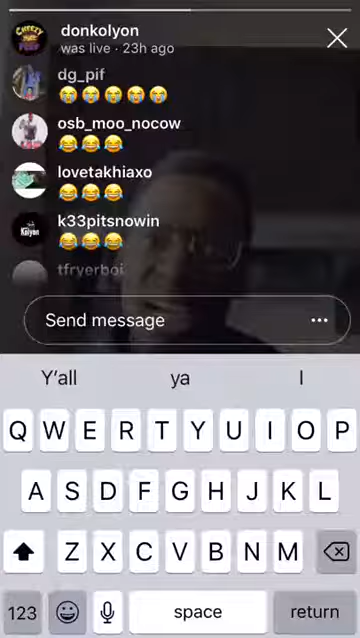 donkolyon
was live · 23h ago
dg_pif
😭😭😭😭😭
osb_moo_nocow
😂😂😂
lovetakhiaxo
😂😂😂
k33pitsnowin
😂😂😂
tfryerboi
Send message
Y'all ya I
Q W E R T Y U I O P
A S D F G H J K L
Z X C V B N M
123 space return